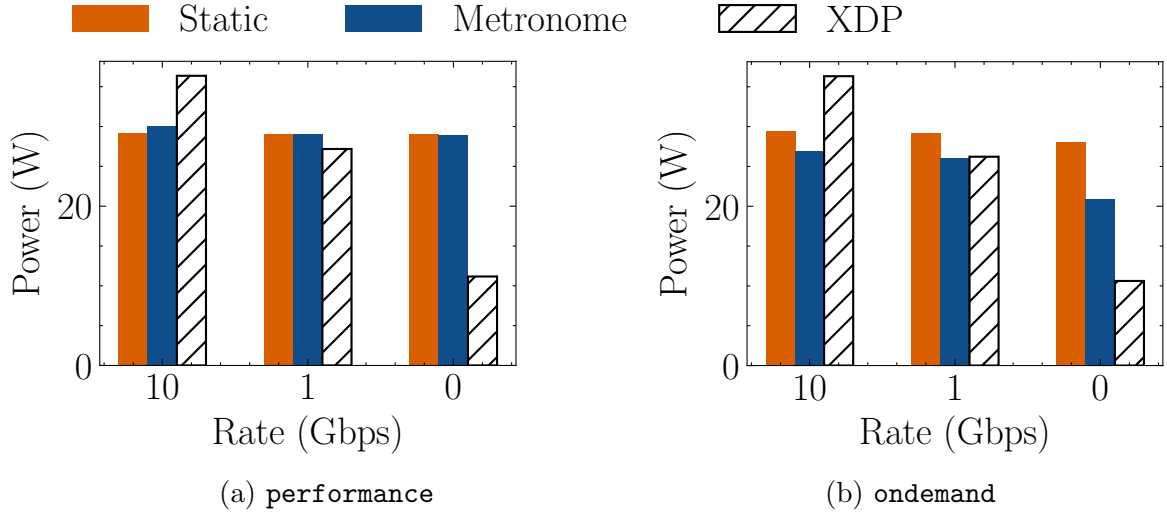 Static Metronome XDP
Power (W)
20
0
10 1 0
Rate (Gbps)
(a) performance
Power (W)
20
0
10 1 0
Rate (Gbps)
(b) ondemand